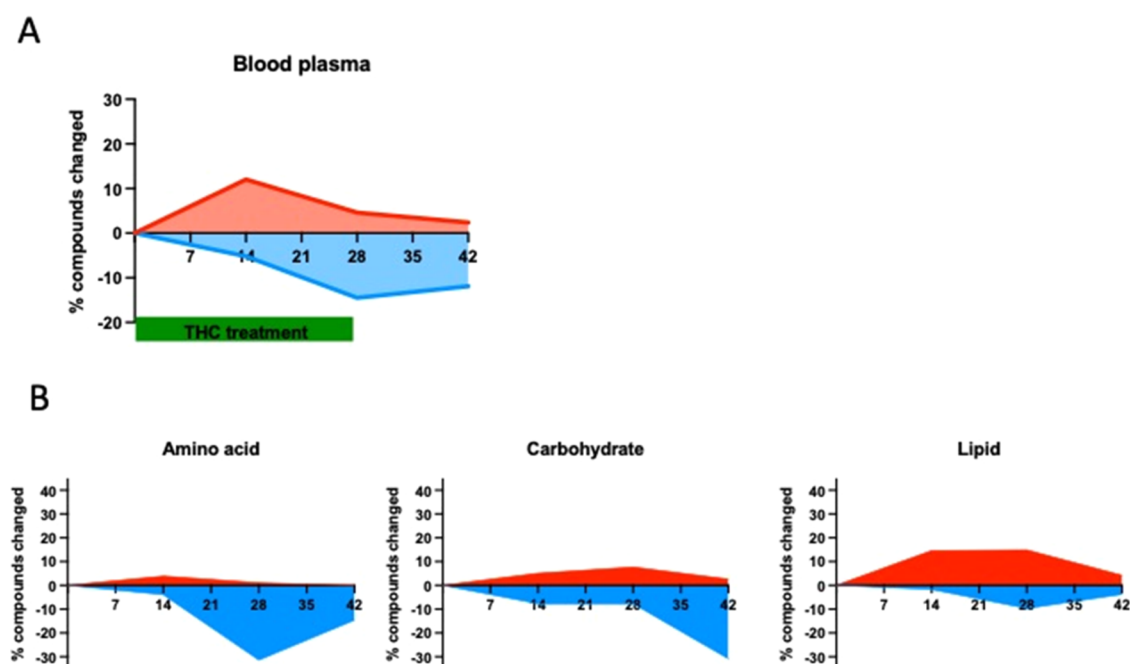 A
Blood plasma
% compounds changed
30
20
10
0
-10
-20
7 14 21 28 35 42
THC treatment
B
Amino acid
% compounds changed
40
30
20
10
0
-10
-20
-30
7 14 21 28 35 42
Carbohydrate
% compounds changed
40
30
20
10
0
-10
-20
-30
7 14 21 28 35 42
Lipid
% compounds changed
40
30
20
10
0
-10
-20
-30
7 14 21 28 35 42